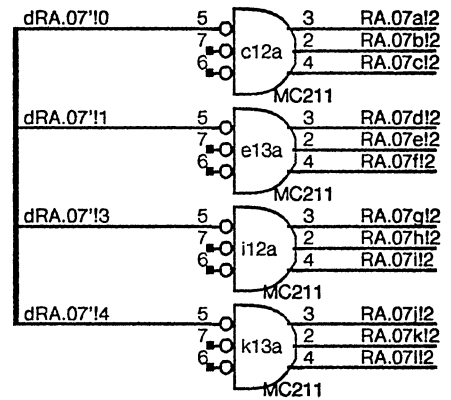 dRA.07'!0 5 3 RA.07a!2
7 c12a 2 RA.07b!2
6 4 RA.07c!2
MC211
dRA.07'!1 5 3 RA.07d!2
7 e13a 2 RA.07e!2
6 4 RA.07f!2
MC211
dRA.07'!3 5 3 RA.07g!2
7 i12a 2 RA.07h!2
6 4 RA.07i!2
MC211
dRA.07'!4 5 3 RA.07j!2
7 k13a 2 RA.07k!2
6 4 RA.07l!2
MC211